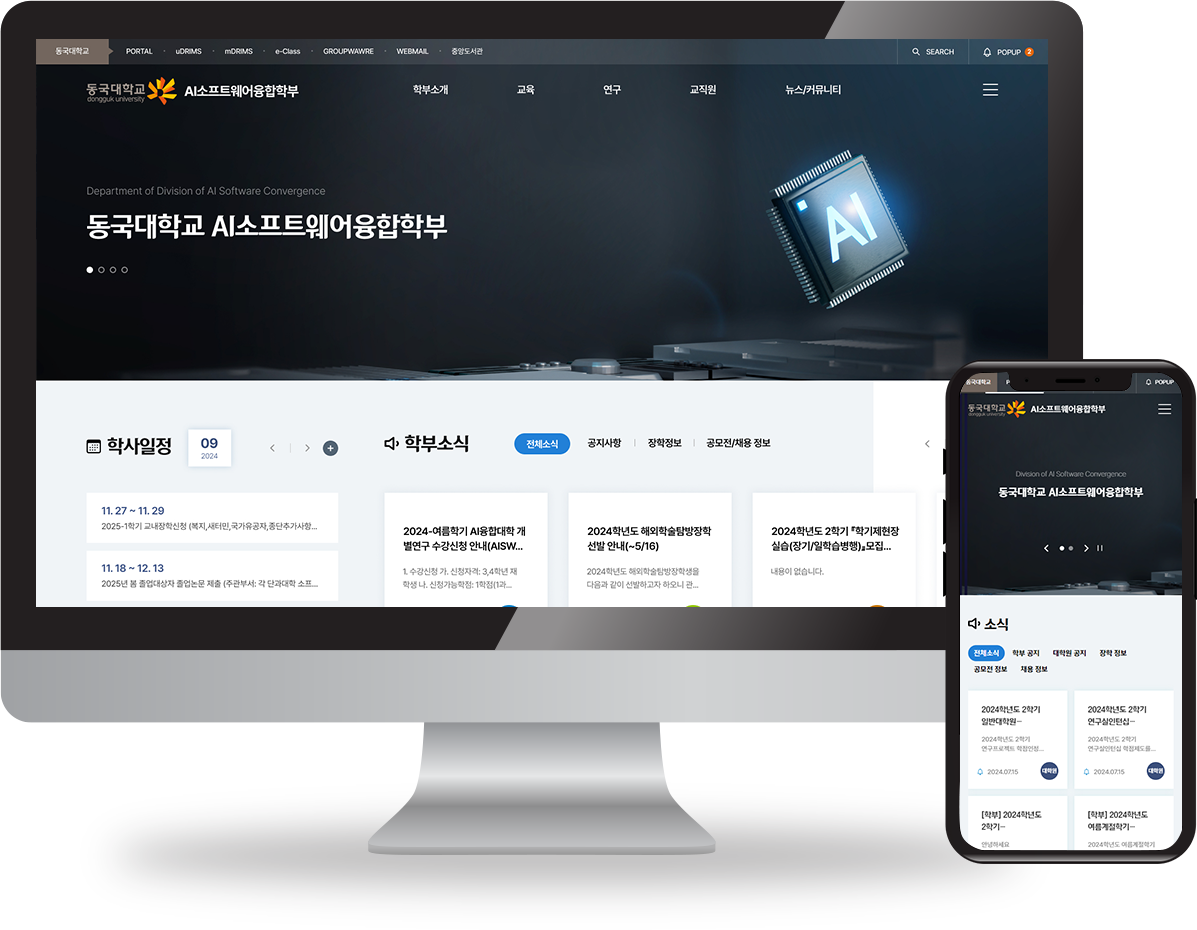 동국대학교 PORTAL uDRIMS mDRIMS e-Class GROUPWAWRE WEBMAIL 중앙도서관 SEARCH POPUP 2
동국대학교
dongguk university
AI소프트웨어융합학부
학부소개 교육 연구 교직원 뉴스/커뮤니티
Department of Division of AI Software Convergence
동국대학교 AI소프트웨어융합학부
AI
학사일정
09
2024
11. 27 ~ 11. 29
2025-1학기 교내장학신청 (복지,새터민,국가유공자,종단추가사항...
11. 18 ~ 12. 13
2025년 봄 졸업대상자 졸업논문 제출 (주관부서: 각 단과대학 소프...
학부소식
전체소식 공지사항 장학정보 공모전/채용 정보
2024-여름학기 AI융합대학 개
별연구 수강신청 안내(AISW...
1. 수강신청 가. 신청자격: 3,4학년 재
학생 나. 신청가능학점: 1학점(1과...
2024학년도 해외학술탐방장학
선발 안내(~5/16)
2024학년도 해외학술탐방장학생을
다음과 같이 선발하고자 하오니 관...
2024학년도 2학기 『학기제현장
실습(장기/일학습병행)』모집...
내용이 없습니다.
동국대학교 P POPUP
동국대학교
dongguk university
AI소프트웨어융합학부
Division of AI Software Convergence
동국대학교 AI소프트웨어융합학부
소식
전체소식 학부 공지 대학원 공지 장학 정보
공모전 정보 채용 정보
2024학년도 2학기
일반대학원...
2024학년도 2학기
연구프로젝트 학점인정...
2024.07.15 대학원
2024학년도 2학기
연구실인턴십...
2024학년도 2학기
연구실인턴십 학점제도를...
2024.07.15 대학원
[학부] 2024학년도
2학기...
안녕하세요
[학부] 2024학년도
여름계절학기...
2024학년도 여름계절학기